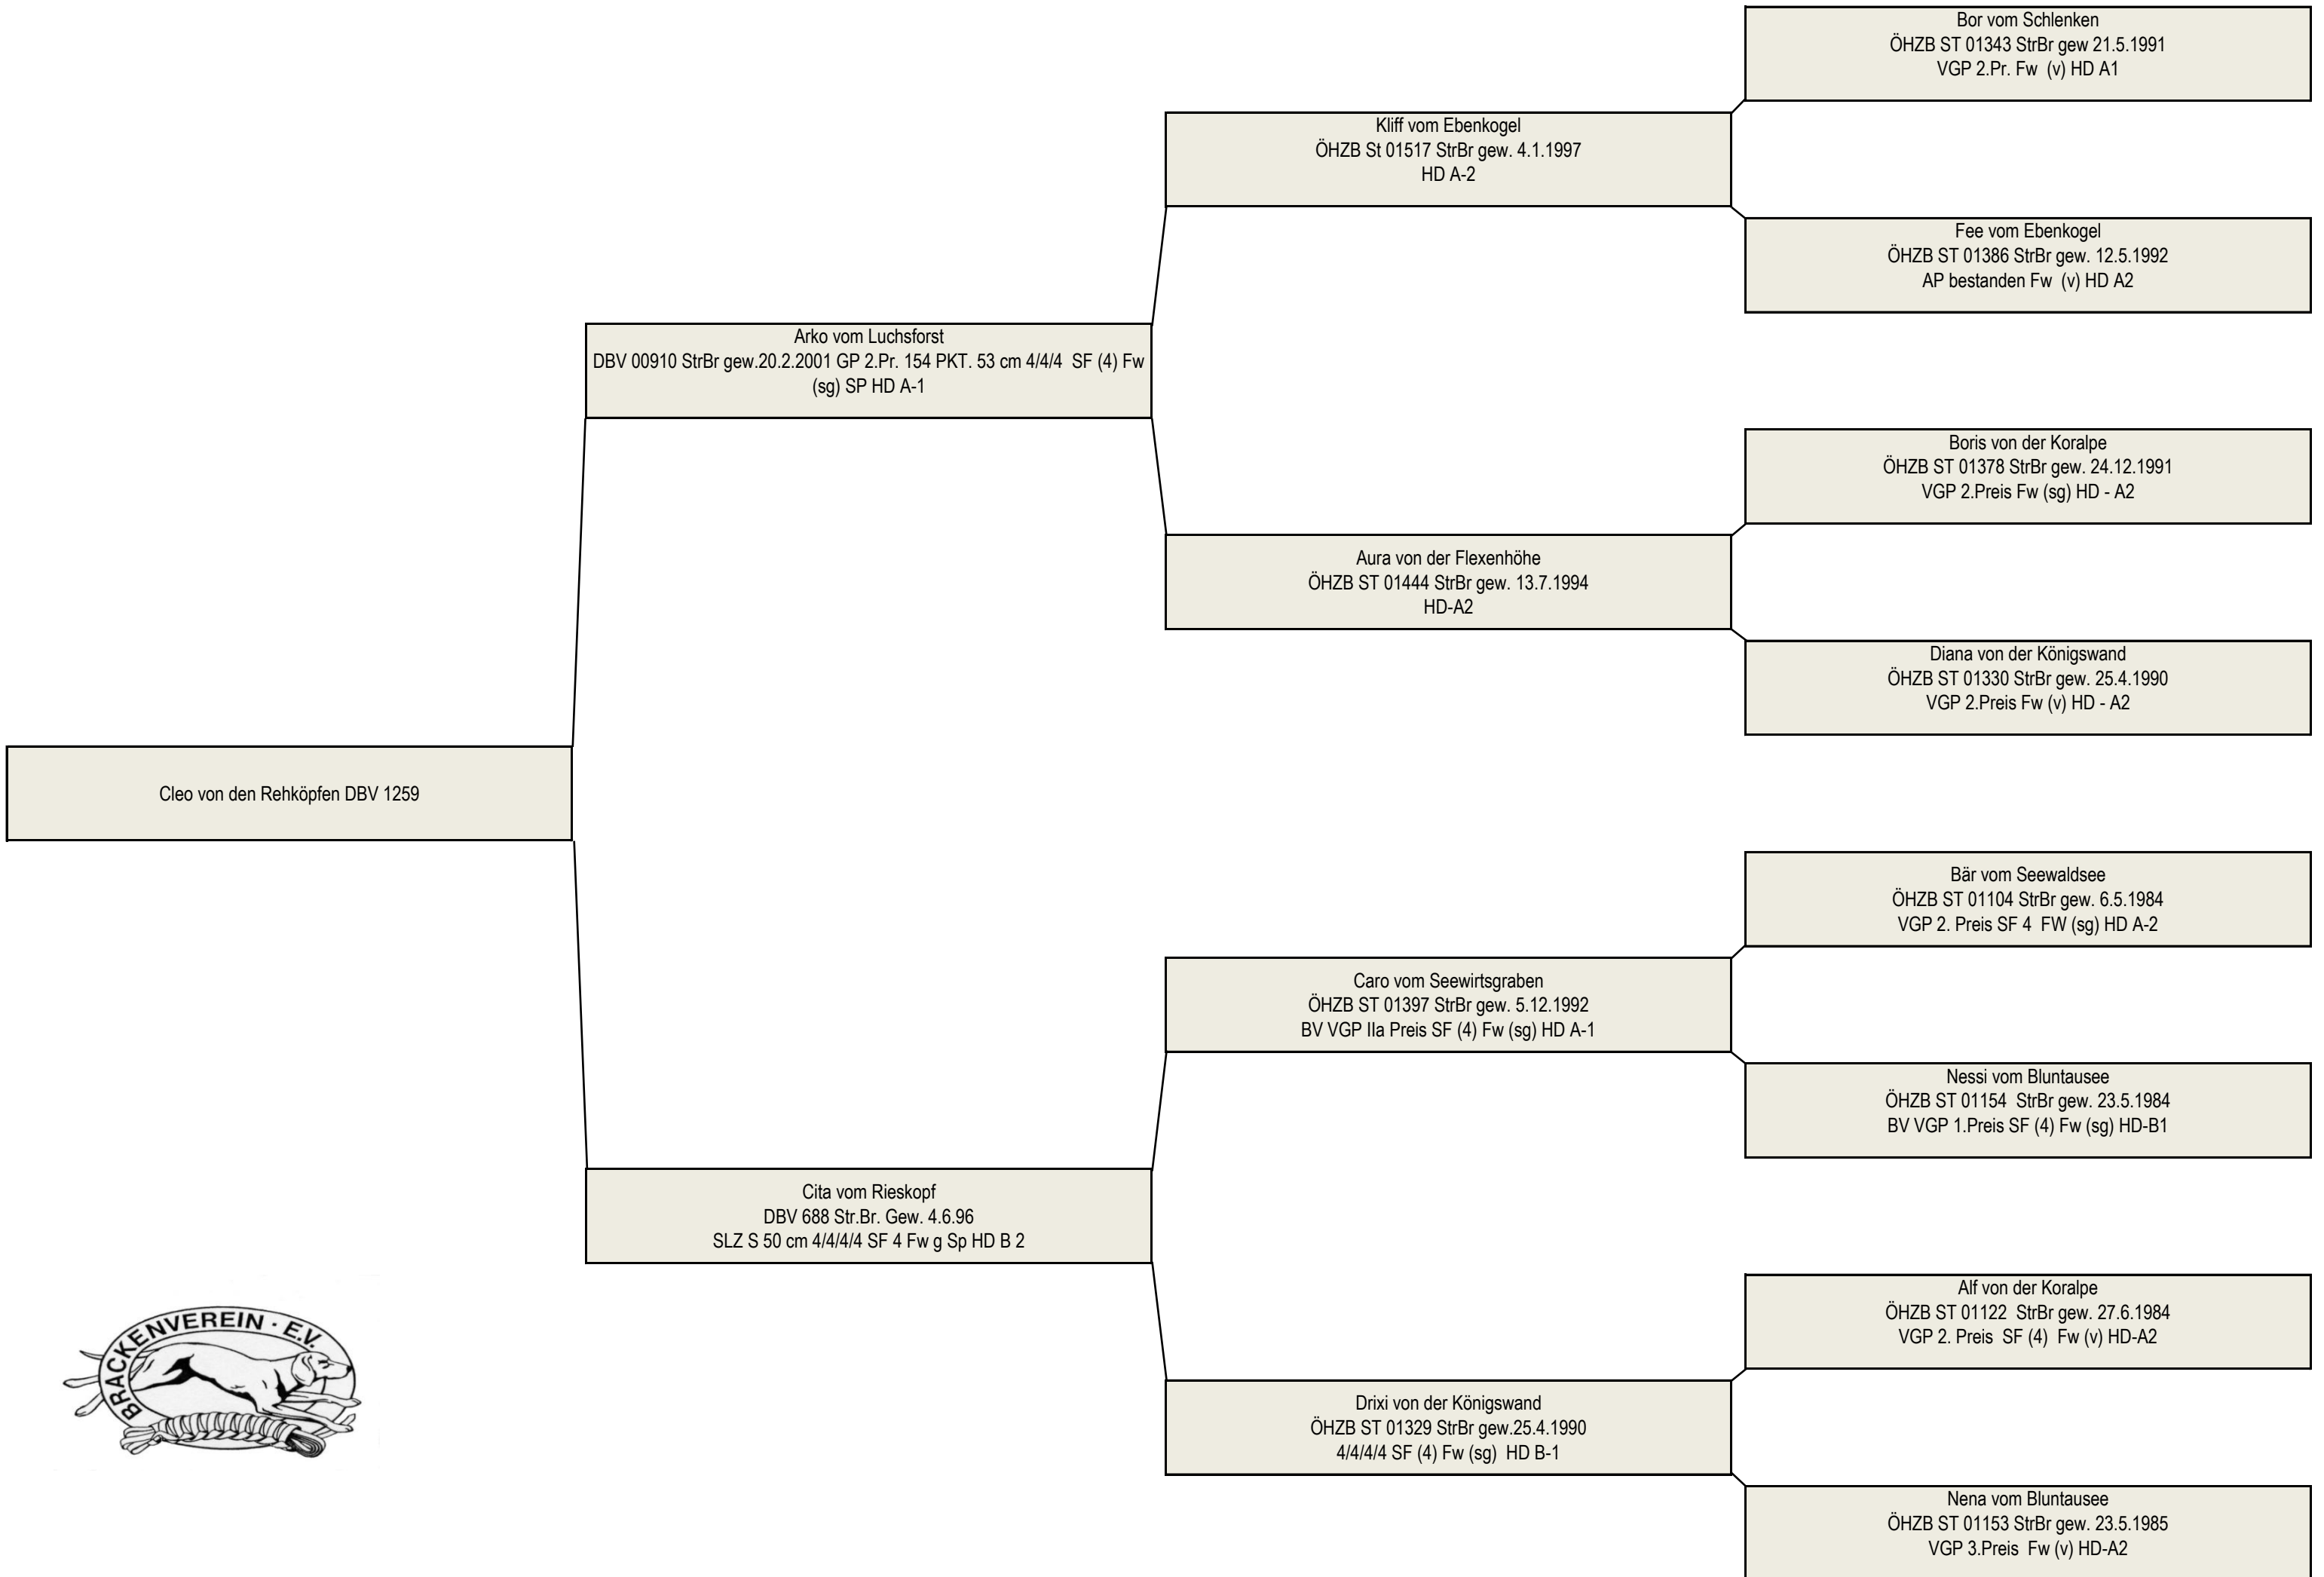 Bor vom Schlenken
ÖHZB ST 01343 StrBr gew 21.5.1991
VGP 2.Pr. Fw  (v) HD A1
Kliff vom Ebenkogel
ÖHZB St 01517 StrBr gew. 4.1.1997
HD A-2
Fee vom Ebenkogel
ÖHZB ST 01386 StrBr gew. 12.5.1992
AP bestanden Fw  (v) HD A2
Arko vom Luchsforst
DBV 00910 StrBr gew.20.2.2001 GP 2.Pr. 154 PKT. 53 cm 4/4/4  SF (4) Fw
(sg) SP HD A-1
Boris von der Koralpe
ÖHZB ST 01378 StrBr gew. 24.12.1991
VGP 2.Preis Fw (sg) HD - A2
Aura von der Flexenhöhe
ÖHZB ST 01444 StrBr gew. 13.7.1994
HD-A2
Diana von der Königswand
ÖHZB ST 01330 StrBr gew. 25.4.1990
VGP 2.Preis Fw (v) HD - A2
Cleo von den Rehköpfen DBV 1259
Bär vom Seewaldsee
ÖHZB ST 01104 StrBr gew. 6.5.1984
VGP 2. Preis SF 4  FW (sg) HD A-2
Caro vom Seewirtsgraben
ÖHZB ST 01397 StrBr gew. 5.12.1992
BV VGP IIa Preis SF (4) Fw (sg) HD A-1
Nessi vom Bluntausee
ÖHZB ST 01154  StrBr gew. 23.5.1984
BV VGP 1.Preis SF (4) Fw (sg) HD-B1
Cita vom Rieskopf
DBV 688 Str.Br. Gew. 4.6.96
SLZ S 50 cm 4/4/4/4 SF 4 Fw g Sp HD B 2
Alf von der Koralpe
ÖHZB ST 01122  StrBr gew. 27.6.1984
VGP 2. Preis  SF (4)  Fw (v) HD-A2
Drixi von der Königswand
ÖHZB ST 01329 StrBr gew.25.4.1990
4/4/4/4 SF (4) Fw (sg)  HD B-1
Nena vom Bluntausee
ÖHZB ST 01153 StrBr gew. 23.5.1985
VGP 3.Preis  Fw (v) HD-A2
BRACKENVEREIN · E.V.